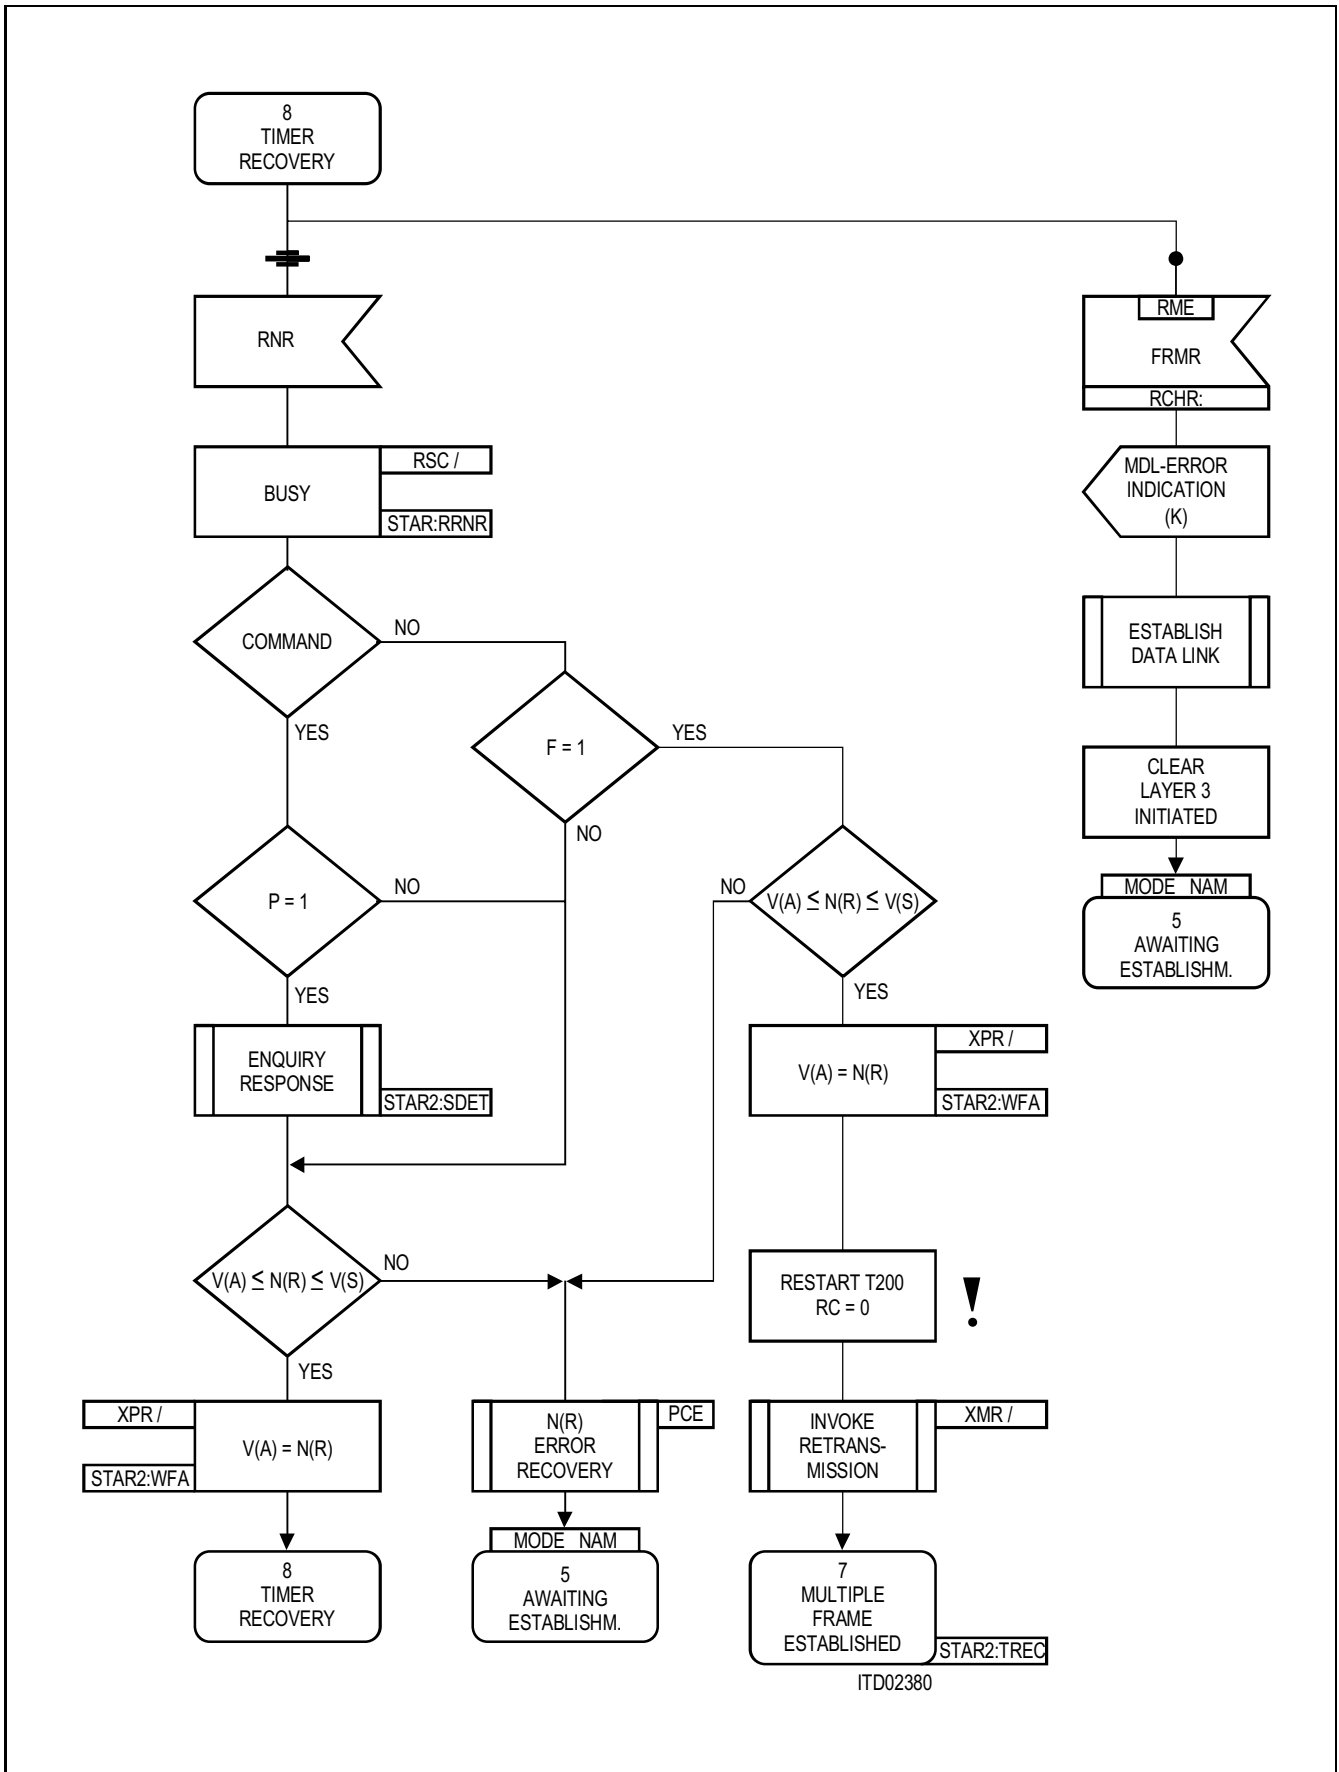 8
TIMER
RECOVERY
RNR
RME
FRMR
RCHR:
BUSY
RSC /
STAR:RRNR
MDL-ERROR
INDICATION
(K)
COMMAND
NO
YES
ESTABLISH
DATA LINK
F = 1
YES
NO
CLEAR
LAYER 3
INITIATED
P = 1
NO
YES
NO
V(A) ≤ N(R) ≤ V(S)
YES
MODE NAM
5
AWAITING
ESTABLISHM.
ENQUIRY
RESPONSE
STAR2:SDET
V(A) = N(R)
XPR /
STAR2:WFA
V(A) ≤ N(R) ≤ V(S)
NO
YES
RESTART T200
RC = 0
!
XPR /
STAR2:WFA
V(A) = N(R)
N(R)
ERROR
RECOVERY
PCE
INVOKE
RETRANS-
MISSION
XMR /
8
TIMER
RECOVERY
MODE NAM
5
AWAITING
ESTABLISHM.
7
MULTIPLE
FRAME
ESTABLISHED
STAR2:TREC
ITD02380